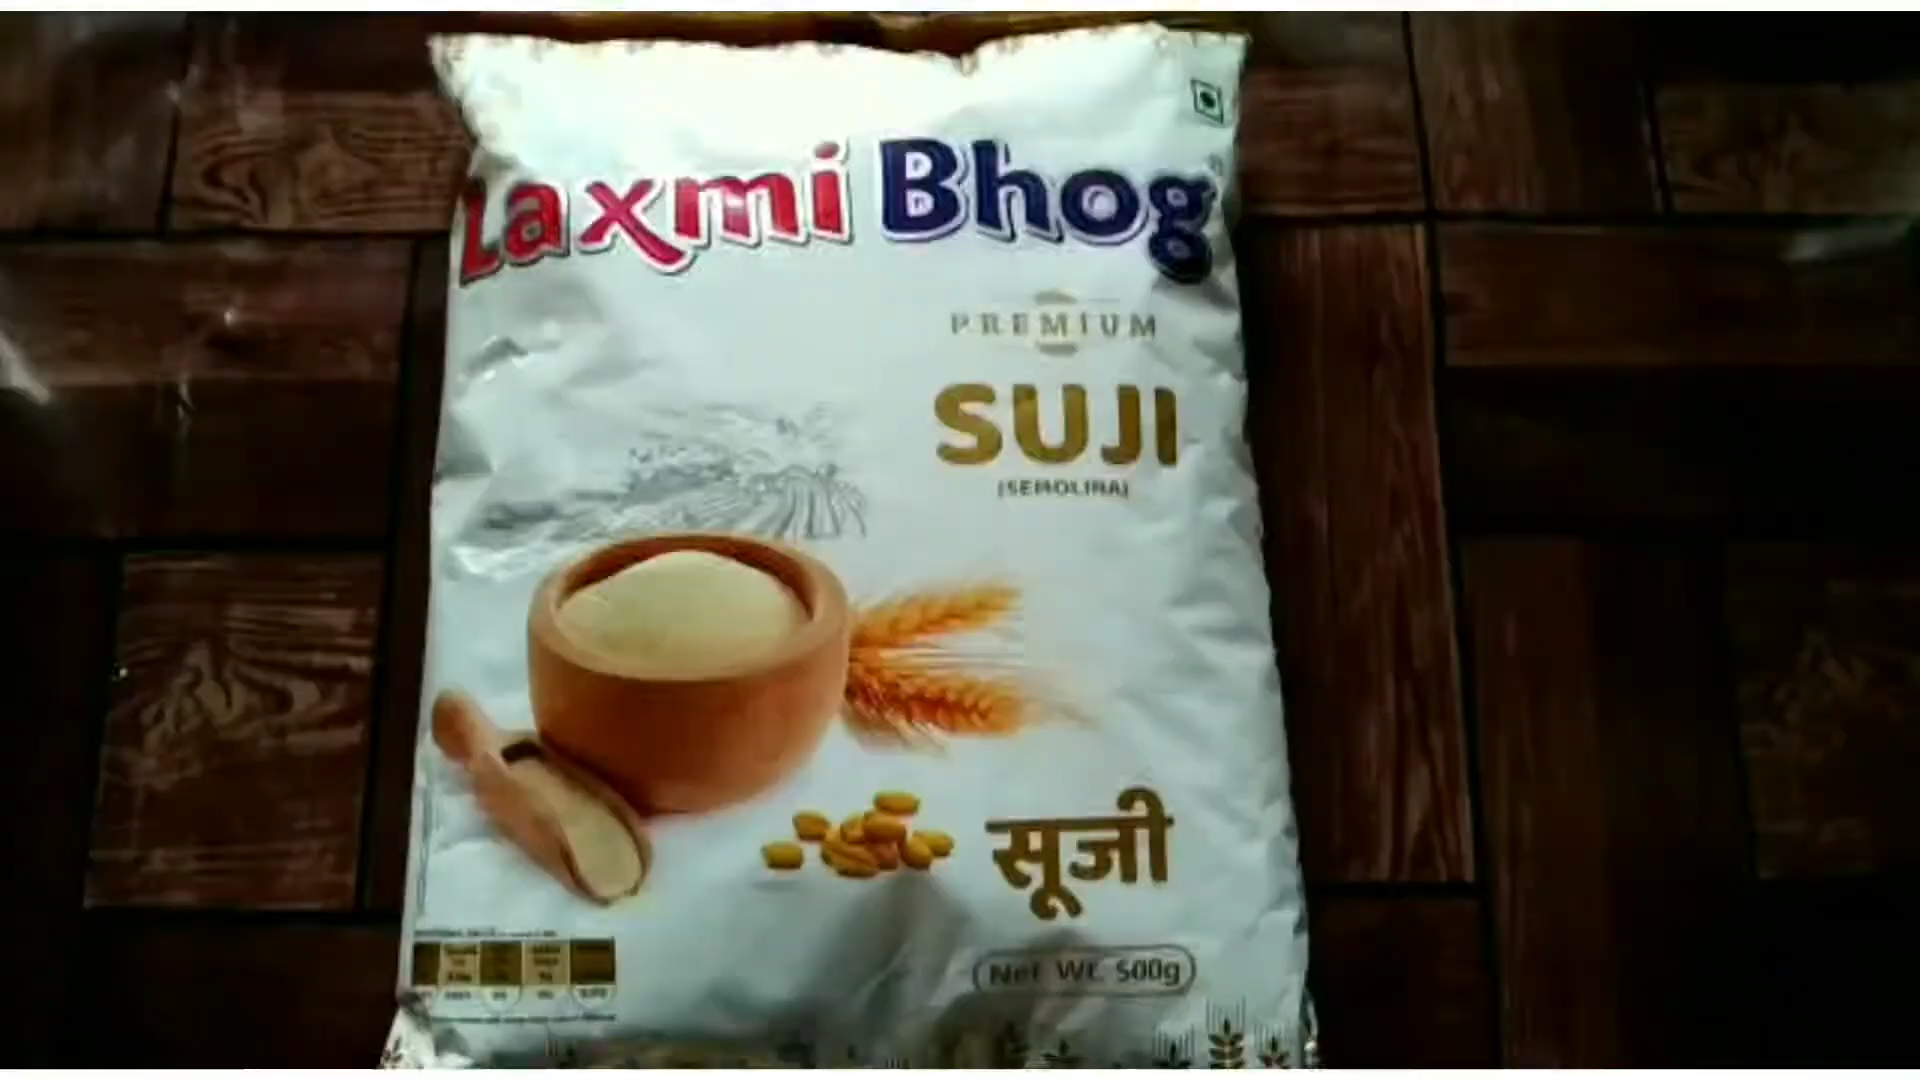 Laxmi Bhog
PREMIUM
SUJI
(SEMOLINA)
सूजी
Net Wt. 500g